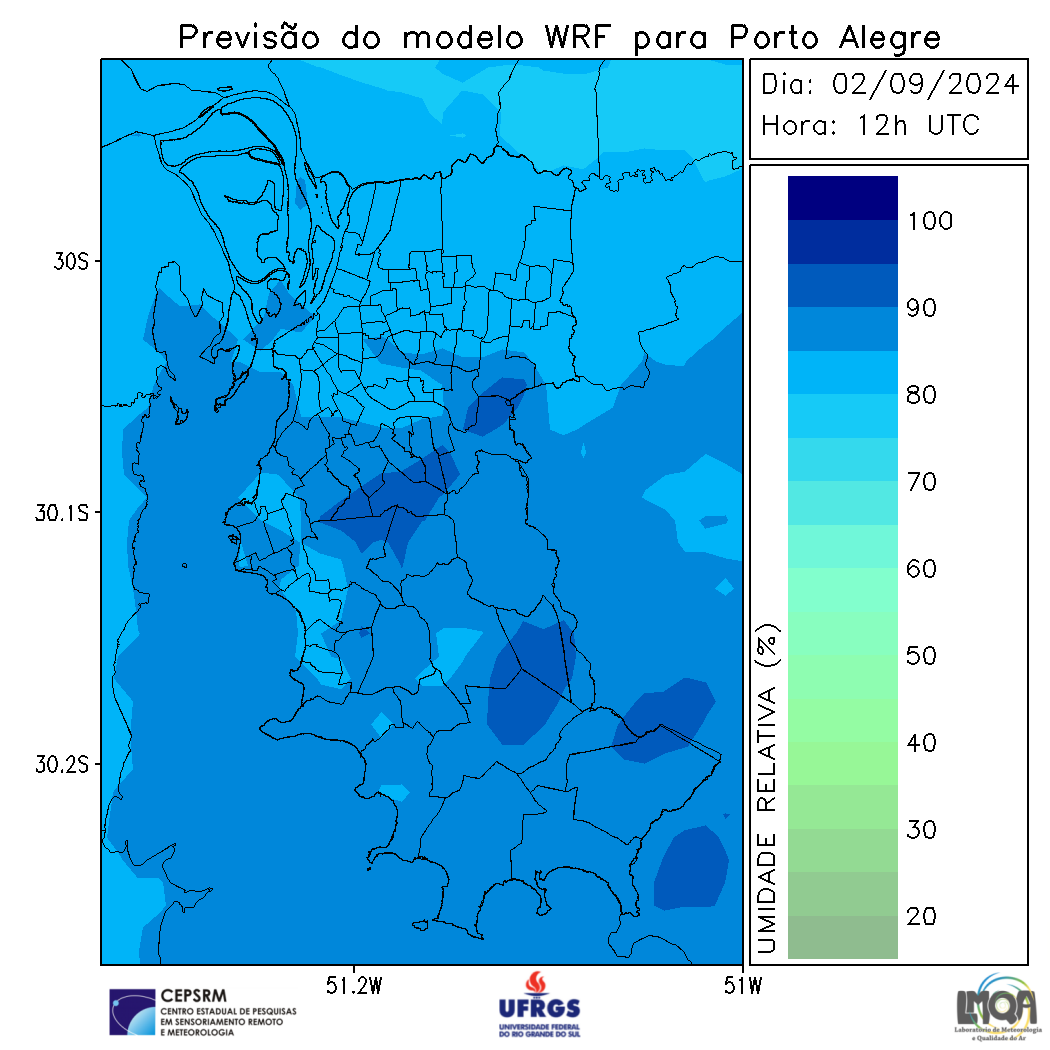 Previsão do modelo WRF para Porto Alegre
Dia: 02/09/2024
Hora: 12h UTC
30S
30.1S
30.2S
51.2W
51W
100
90
80
70
60
50
40
30
20
UMIDADE RELATIVA (%)
CEPSRM
CENTRO ESTADUAL DE PESQUISAS
EM SENSORIAMENTO REMOTO
E METEOROLOGIA
UFRGS
UNIVERSIDADE FEDERAL
DO RIO GRANDE DO SUL
LMQA
Laboratório de Meteorologia
e Qualidade do Ar